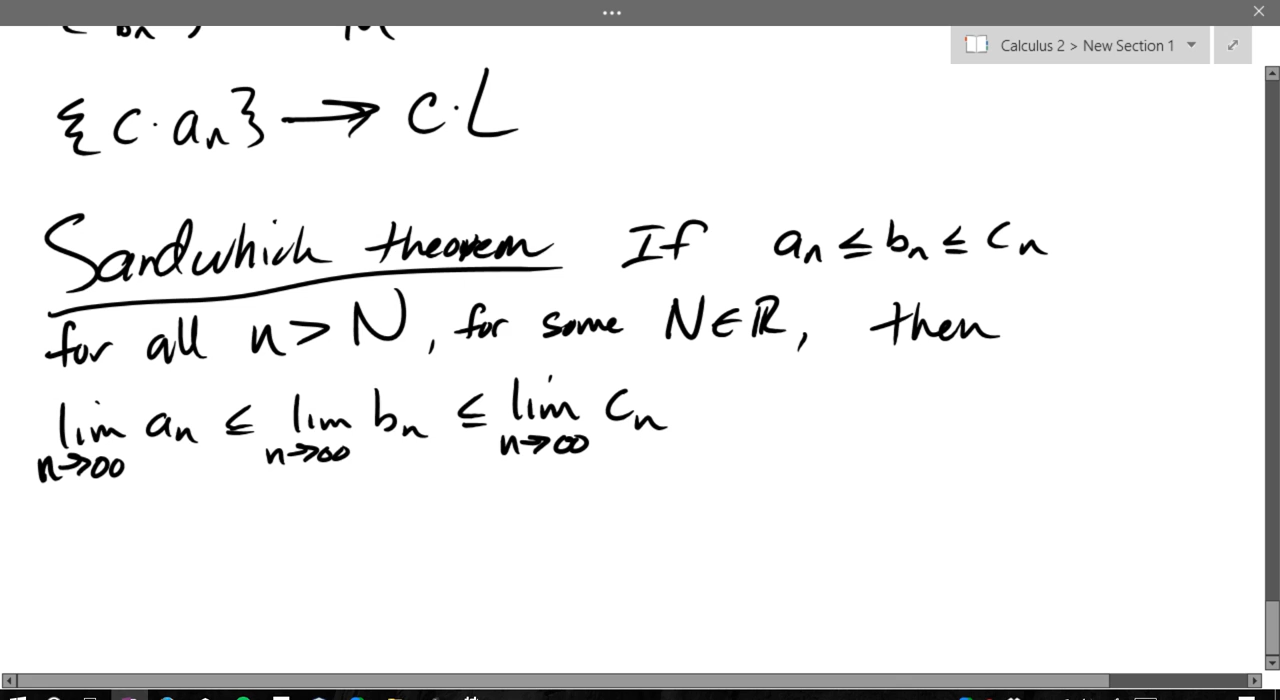 Calculus 2 > New Section 1
{c·aₙ} → c·L
Sandwhich theorem If aₙ ≤ bₙ ≤ cₙ
for all n > N, for some N∈ℝ, then
lim aₙ ≤ lim bₙ ≤ lim cₙ
n→∞ n→∞ n→∞